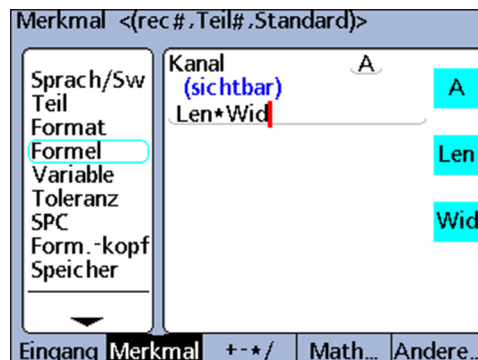 Merkmal <(rec#,Teil#,Standard)>
Sprach/Sw
Teil
Format
Formel
Variable
Toleranz
SPC
Form.-kopf
Speicher
Kanal A
(sichtbar)
Len*Wid
A
Len
Wid
Eingang Merkmal +-*/ Math... Andere...